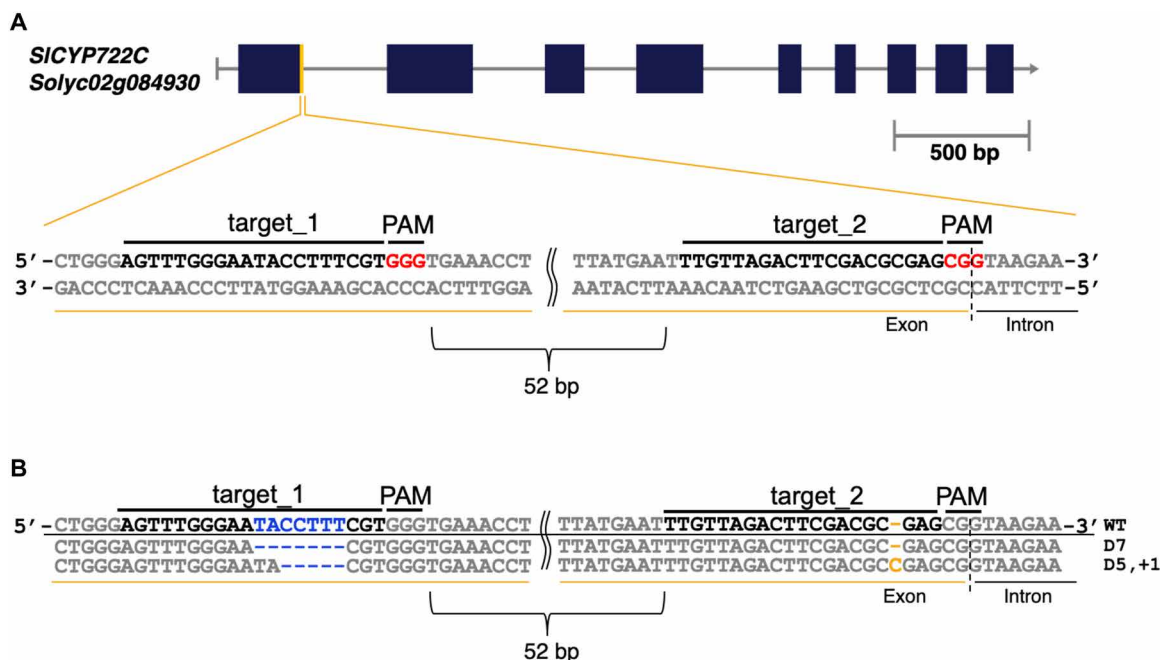 A
SlCYP722C
Solyc02g084930
500 bp
target_1 PAM target_2 PAM
5′-CTGGGAGTTTGGGAATACCTTTCGTGGGTGAAACCT TTATGAATTTGTTAGACTTCGACGCGAGCGGTAAGAA-3′
3′-GACCCTCAAACCCTTATGGAAAGCACCCACTTTGGA AATACTTAAACAATCTGAAGCTGCGCTCGCCATTCTT-5′
Exon Intron
52 bp
B
target_1 PAM target_2 PAM
5′-CTGGGAGTTTGGGAATACCTTTCGTGGGTGAAACCT TTATGAATTTGTTAGACTTCGACGC-GAGCGGTAAGAA-3′ WT
CTGGGAGTTTGGGAA-------CGTGGGTGAAACCT TTATGAATTTGTTAGACTTCGACGC-GAGCGGTAAGAA D7
CTGGGAGTTTGGGAATA-----CGTGGGTGAAACCT TTATGAATTTGTTAGACTTCGACGCCGAGCGGTAAGAA D5,+1
Exon Intron
52 bp